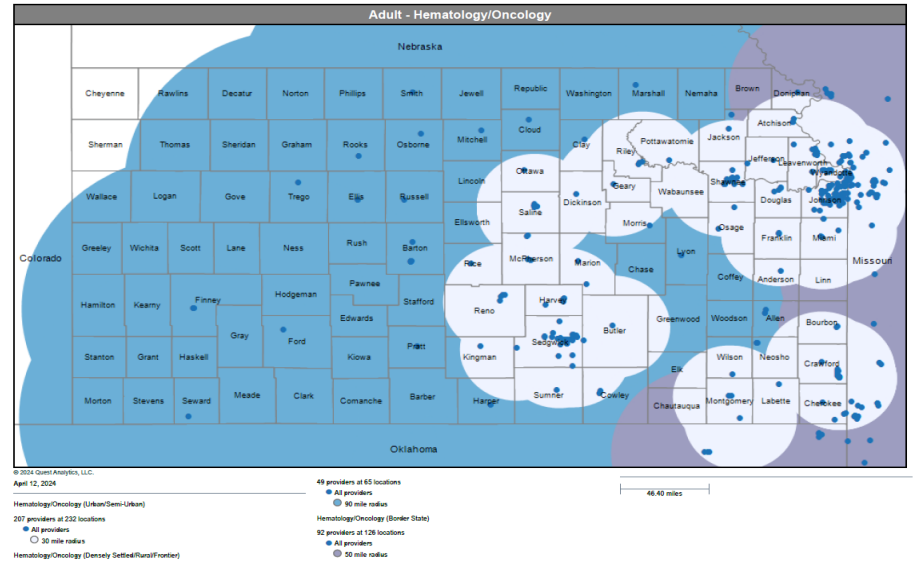 Adult - Hematology/Oncology
Nebraska
Cheyenne Rawlins Decatur Norton Phillips Smith Jewell Republic Washington Marshall Nemaha Brown Doniphan
Sherman Thomas Sheridan Graham Rooks Osborne Mitchell Cloud Clay Riley Pottawatomie Jackson Atchison
Jefferson Leavenworth Wyandotte
Wallace Logan Gove Trego Ellis Russell Lincoln Ottawa Saline Dickinson Geary Wabaunsee Shawnee Douglas Johnson
Ellsworth Morris Osage Franklin Miami
Colorado Greeley Wichita Scott Lane Ness Rush Barton Rice McPherson Marion Chase Lyon Coffey Anderson Linn Missouri
Hamilton Kearny Finney Hodgeman Pawnee Stafford Reno Harvey Butler Greenwood Woodson Allen Bourbon
Gray Ford Edwards
Stanton Grant Haskell Kiowa Pratt Kingman Sedgwick Elk Wilson Neosho Crawford
Morton Stevens Seward Meade Clark Comanche Barber Harper Sumner Cowley Chautauqua Montgomery Labette Cherokee
Oklahoma
© 2024 Quest Analytics, LLC.
April 12, 2024
Hematology/Oncology (Urban/Semi-Urban)
207 providers at 232 locations
All providers
30 mile radius
Hematology/Oncology (Densely Settled/Rural/Frontier)
49 providers at 65 locations
All providers
90 mile radius
Hematology/Oncology (Border State)
92 providers at 126 locations
All providers
50 mile radius
46.40 miles